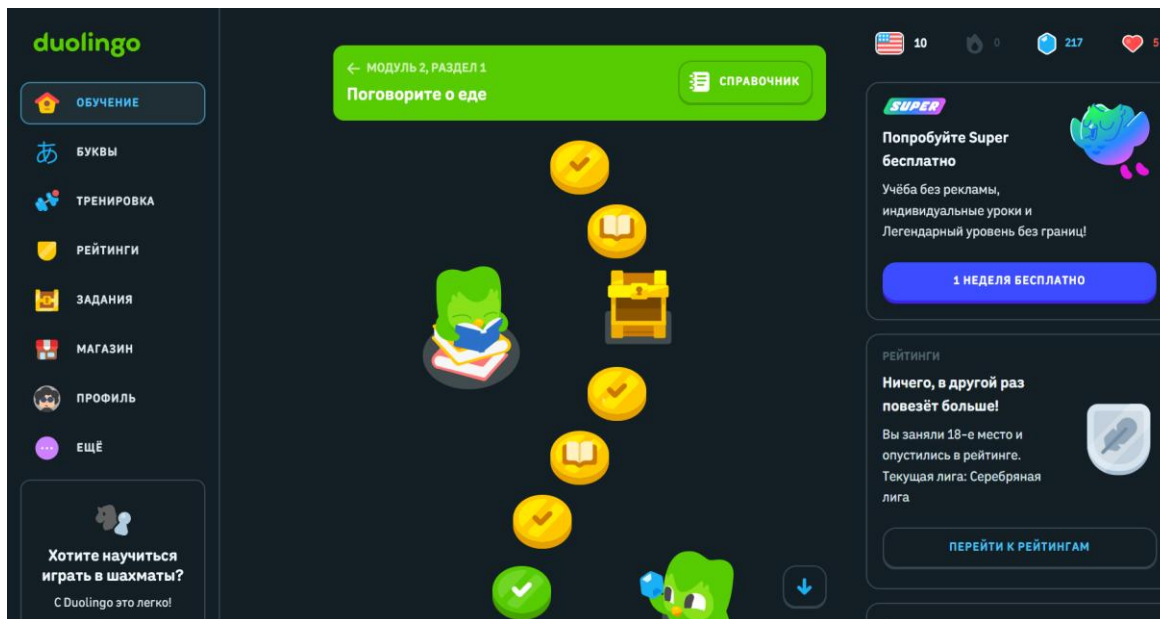 duolingo
ОБУЧЕНИЕ
あ БУКВЫ
ТРЕНИРОВКА
РЕЙТИНГИ
ЗАДАНИЯ
МАГАЗИН
ПРОФИЛЬ
ЕЩЁ
Хотите научиться
играть в шахматы?
С Duolingo это легко!
← МОДУЛЬ 2, РАЗДЕЛ 1
Поговорите о еде
СПРАВОЧНИК
10
0
217
5
SUPER
Попробуйте Super
бесплатно
Учёба без рекламы,
индивидуальные уроки и
Легендарный уровень без границ!
1 НЕДЕЛЯ БЕСПЛАТНО
РЕЙТИНГИ
Ничего, в другой раз
повезёт больше!
Вы заняли 18-е место и
опустились в рейтинге.
Текущая лига: Серебряная
лига
ПЕРЕЙТИ К РЕЙТИНГАМ